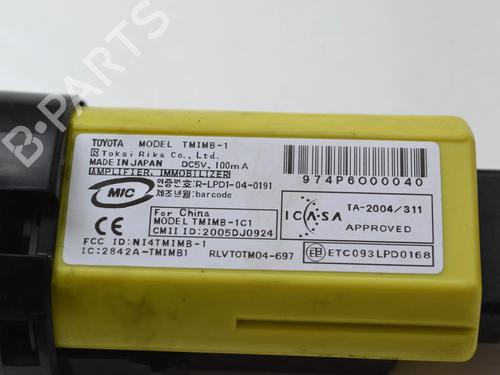 TOYOTA MODEL TMIMB-1
Tokai Rika Co., Ltd.
MADE IN JAPAN DC5V, 100mA
AMPLIFIER, IMMOBILIZER
MIC
인증번호:R-LPD1-04-0191
제조년월:barcode
For China
MODEL TMIMB-1C1
CMII ID:2005DJ0924
CE
FCC ID:NI4TMIMB-1
IC:2842A-TMIMB1 RLVTOTM04-697
974P6000040
ICASA
TA-2004/311
APPROVED
ETC093LPD0168
B-PARTS